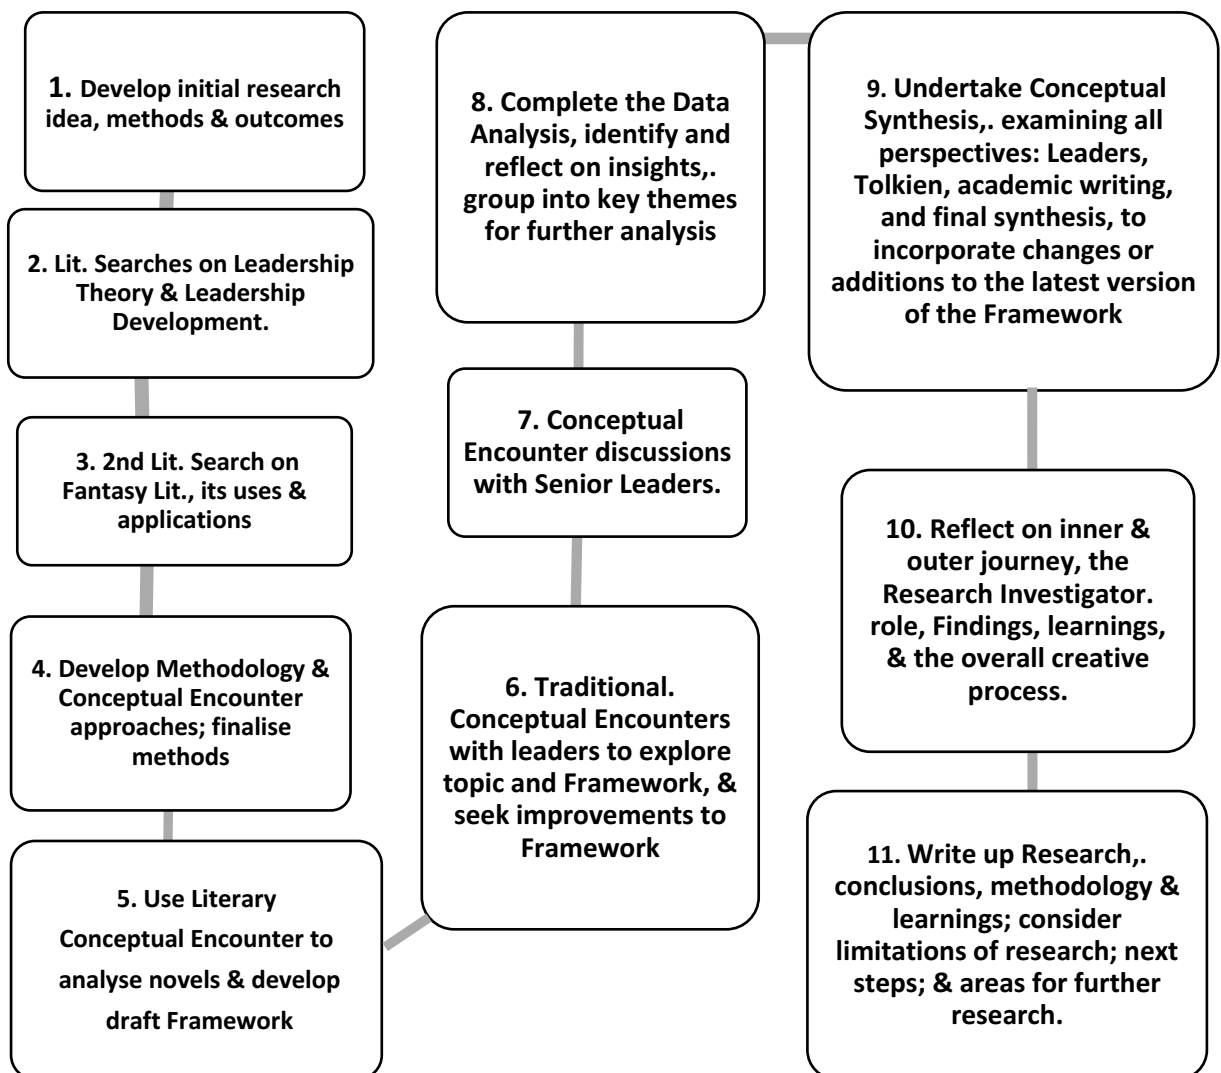 1. Develop initial research
idea, methods & outcomes
2. Lit. Searches on Leadership
Theory & Leadership
Development.
3. 2nd Lit. Search on
Fantasy Lit., its uses &
applications
4. Develop Methodology &
Conceptual Encounter
approaches; finalise
methods
5. Use Literary
Conceptual Encounter to
analyse novels & develop
draft Framework
6. Traditional.
Conceptual Encounters
with leaders to explore
topic and Framework, &
seek improvements to
Framework
7. Conceptual
Encounter discussions
with Senior Leaders.
8. Complete the Data
Analysis, identify and
reflect on insights,.
group into key themes
for further analysis
9. Undertake Conceptual
Synthesis,. examining all
perspectives: Leaders,
Tolkien, academic writing,
and final synthesis, to
incorporate changes or
additions to the latest version
of the Framework
10. Reflect on inner &
outer journey, the
Research Investigator.
role, Findings, learnings,
& the overall creative
process.
11. Write up Research,.
conclusions, methodology &
learnings; consider
limitations of research; next
steps; & areas for further
research.